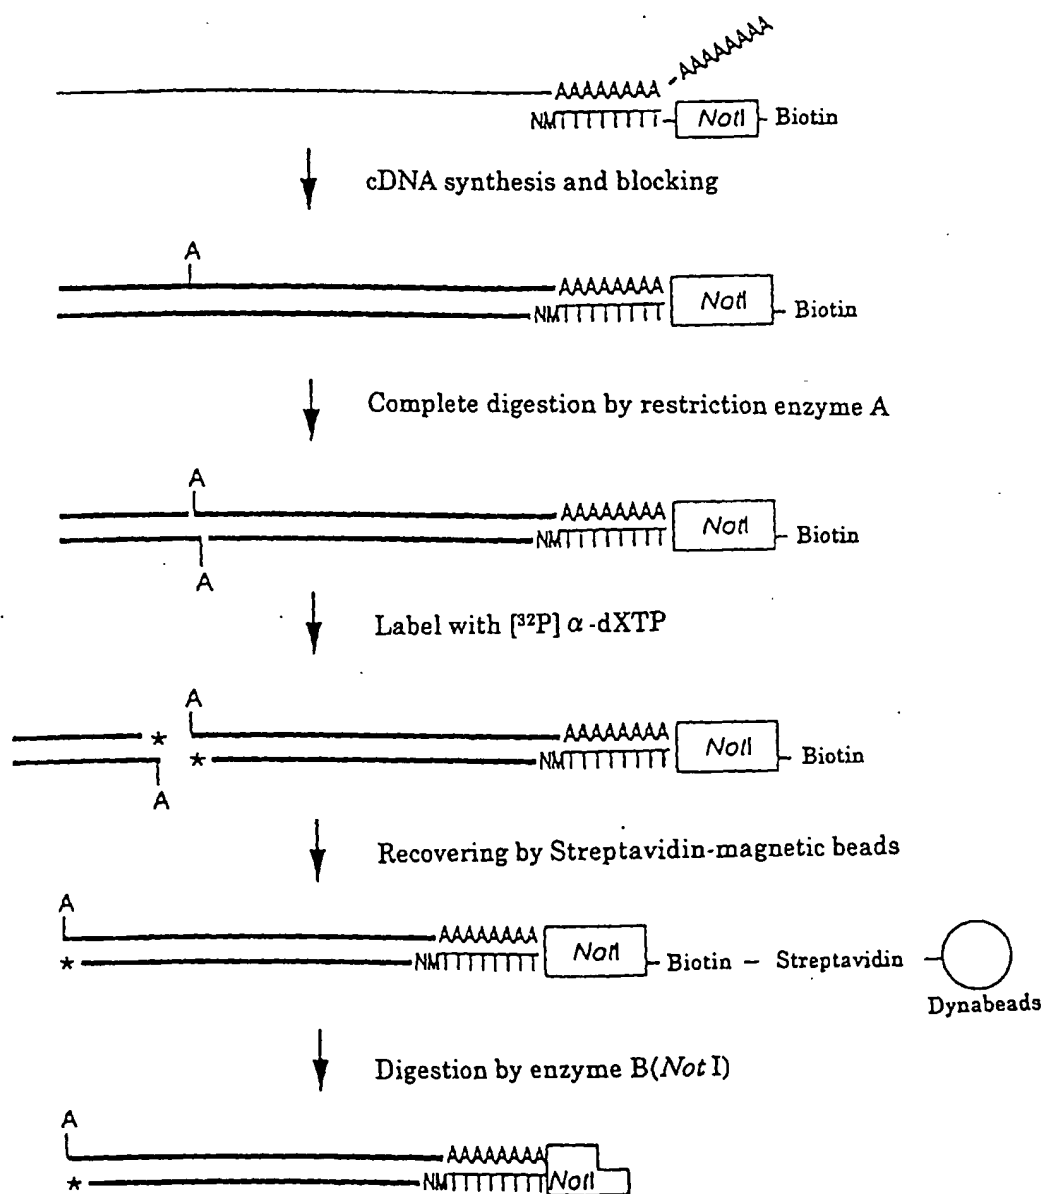 AAAAAAAA
AAAAAAAA
NMTTTTTTTT NotI Biotin
cDNA synthesis and blocking
A
AAAAAAAA
NMTTTTTTTT NotI Biotin
Complete digestion by restriction enzyme A
A
AAAAAAAA
NMTTTTTTTT NotI Biotin
A
Label with [³²P] α-dXTP
A
* AAAAAAAA
* NMTTTTTTTT NotI Biotin
A
Recovering by Streptavidin-magnetic beads
A
AAAAAAAA
* NMTTTTTTTT NotI Biotin – Streptavidin
Dynabeads
Digestion by enzyme B(Not I)
A
AAAAAAAA
* NMTTTTTTTT NotI